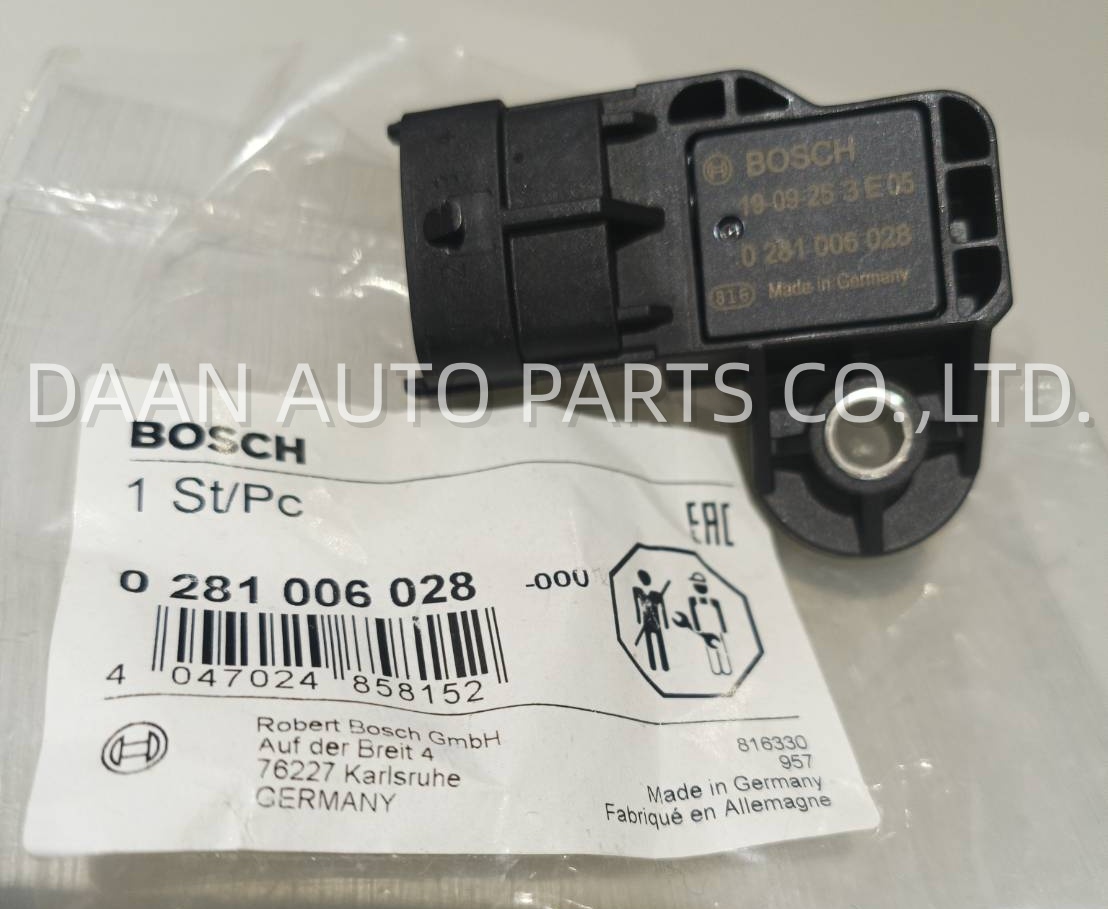 BOSCH
19-09-26 3 E 05
0 281 006 028
816 Made in Germany
DAAN AUTO PARTS CO.,LTD.
BOSCH
1 St/Pc
EAC
0 281 006 028 -00U
4 047024 858152
Robert Bosch GmbH
Auf der Breit 4
76227 Karlsruhe
GERMANY
816330
957
Made in Germany
Fabriqué en Allemagne